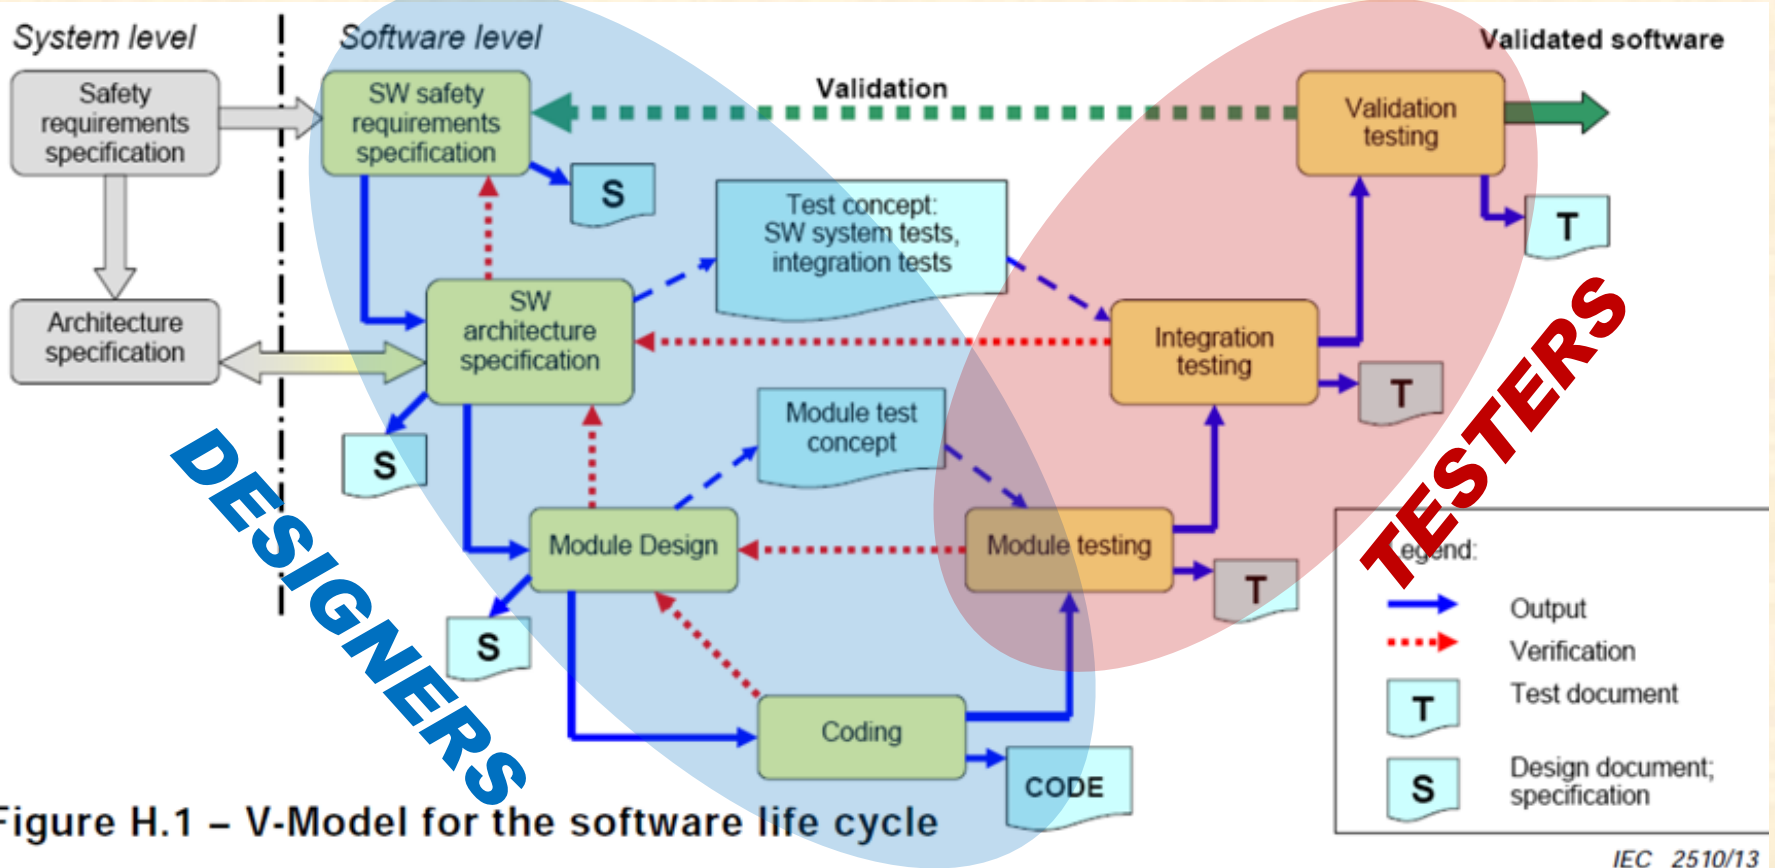 System level
Software level
Validated software
Safety
requirements
specification
SW safety
requirements
specification
Validation
Validation
testing
S
Test concept:
SW system tests,
integration tests
T
Architecture
specification
SW
architecture
specification
Integration
testing
T
S
Module test
concept
DESIGNERS
TESTERS
Module Design
Module testing
T
S
Coding
CODE
egend:
Output
Verification
T
Test document
S
Design document;
specification
Figure H.1 – V-Model for the software life cycle
IEC 2510/13